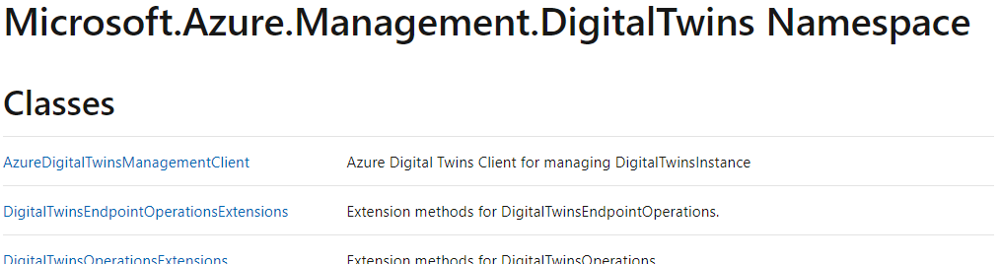 Microsoft.Azure.Management.DigitalTwins Namespace
Classes
AzureDigitalTwinsManagementClient Azure Digital Twins Client for managing DigitalTwinsInstance
DigitalTwinsEndpointOperationsExtensions Extension methods for DigitalTwinsEndpointOperations.
DigitalTwinsOperationsExtensions Extension methods for DigitalTwinsOperations